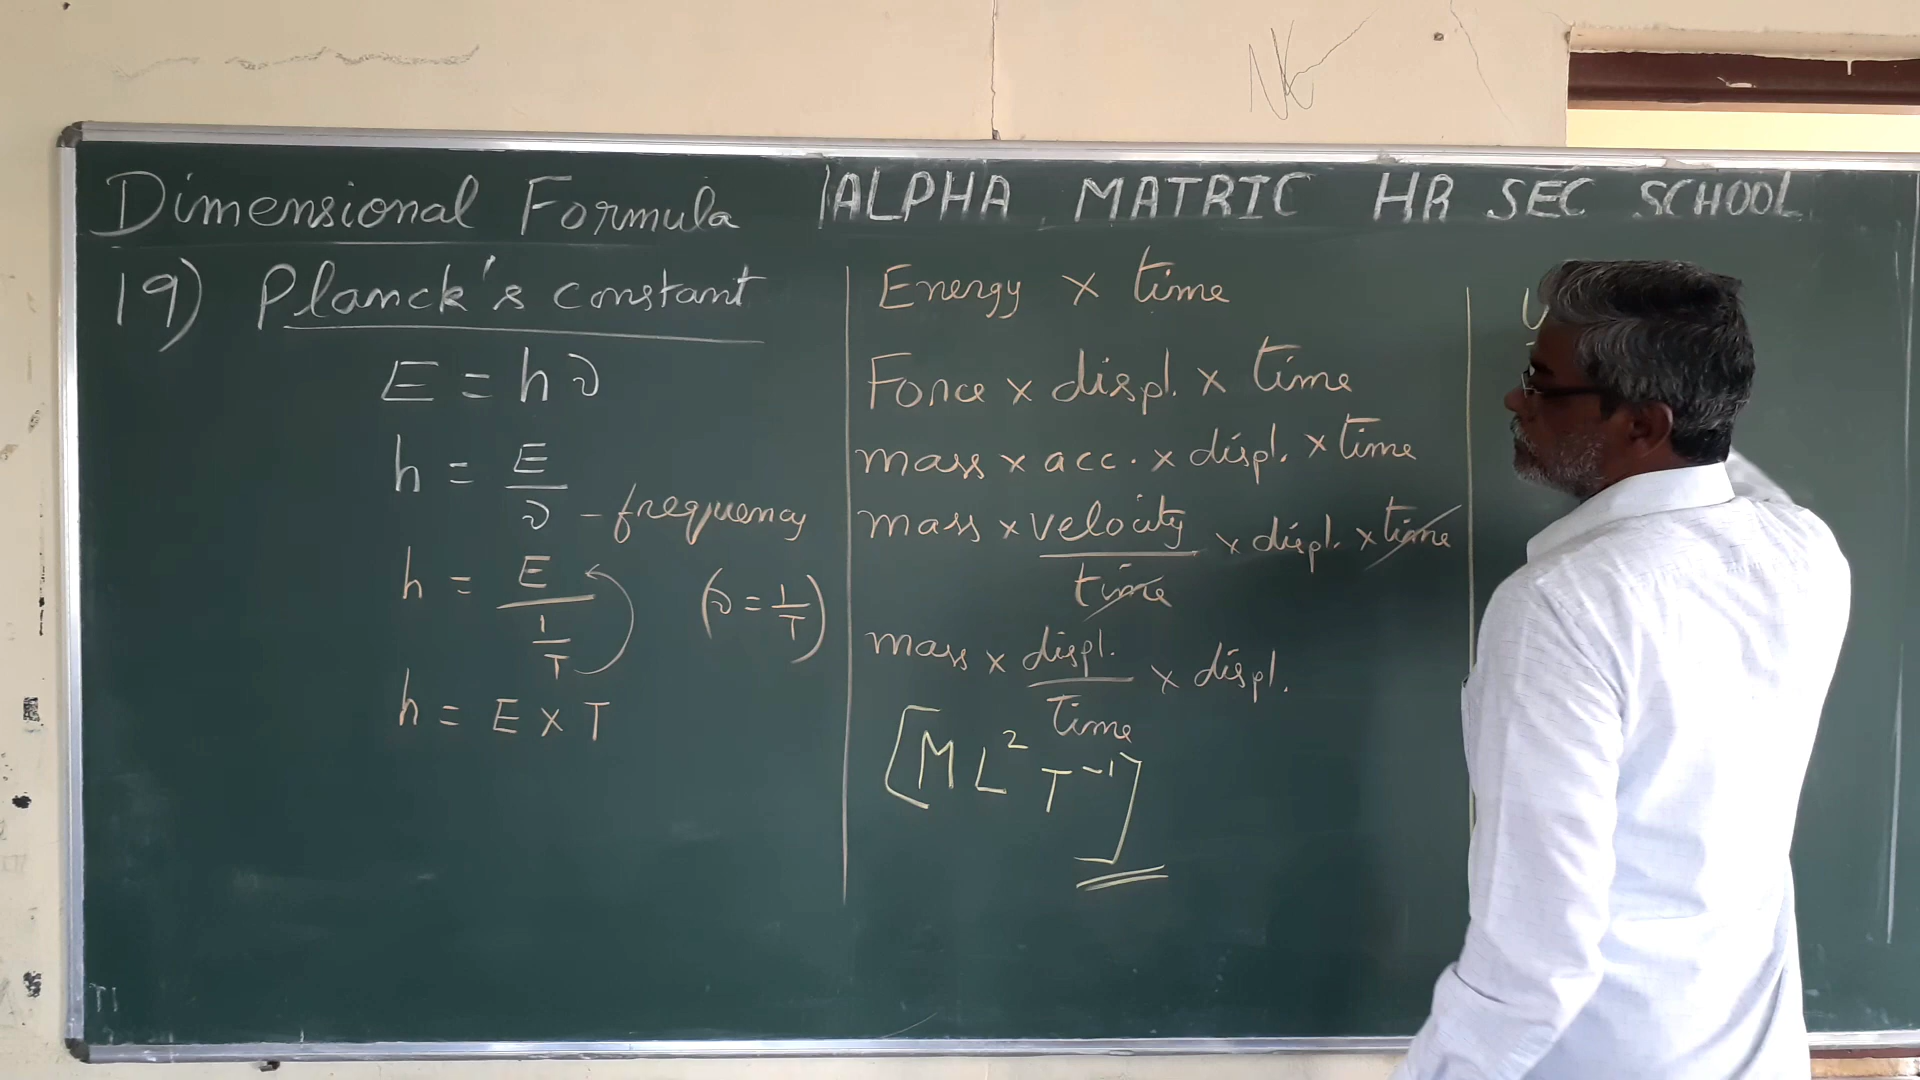 Dimensional Formula
ALPHA MATRIC HR SEC SCHOOL
19) Planck's constant
E = hν
h = E/ν - frequency
h = E/(1/T) (ν = 1/T)
h = E × T
Energy × time
Force × displ. × time
mass × acc. × displ. × time
mass × velocity/time × displ. × time
mass × displ./time × displ.
[M L² T⁻¹]